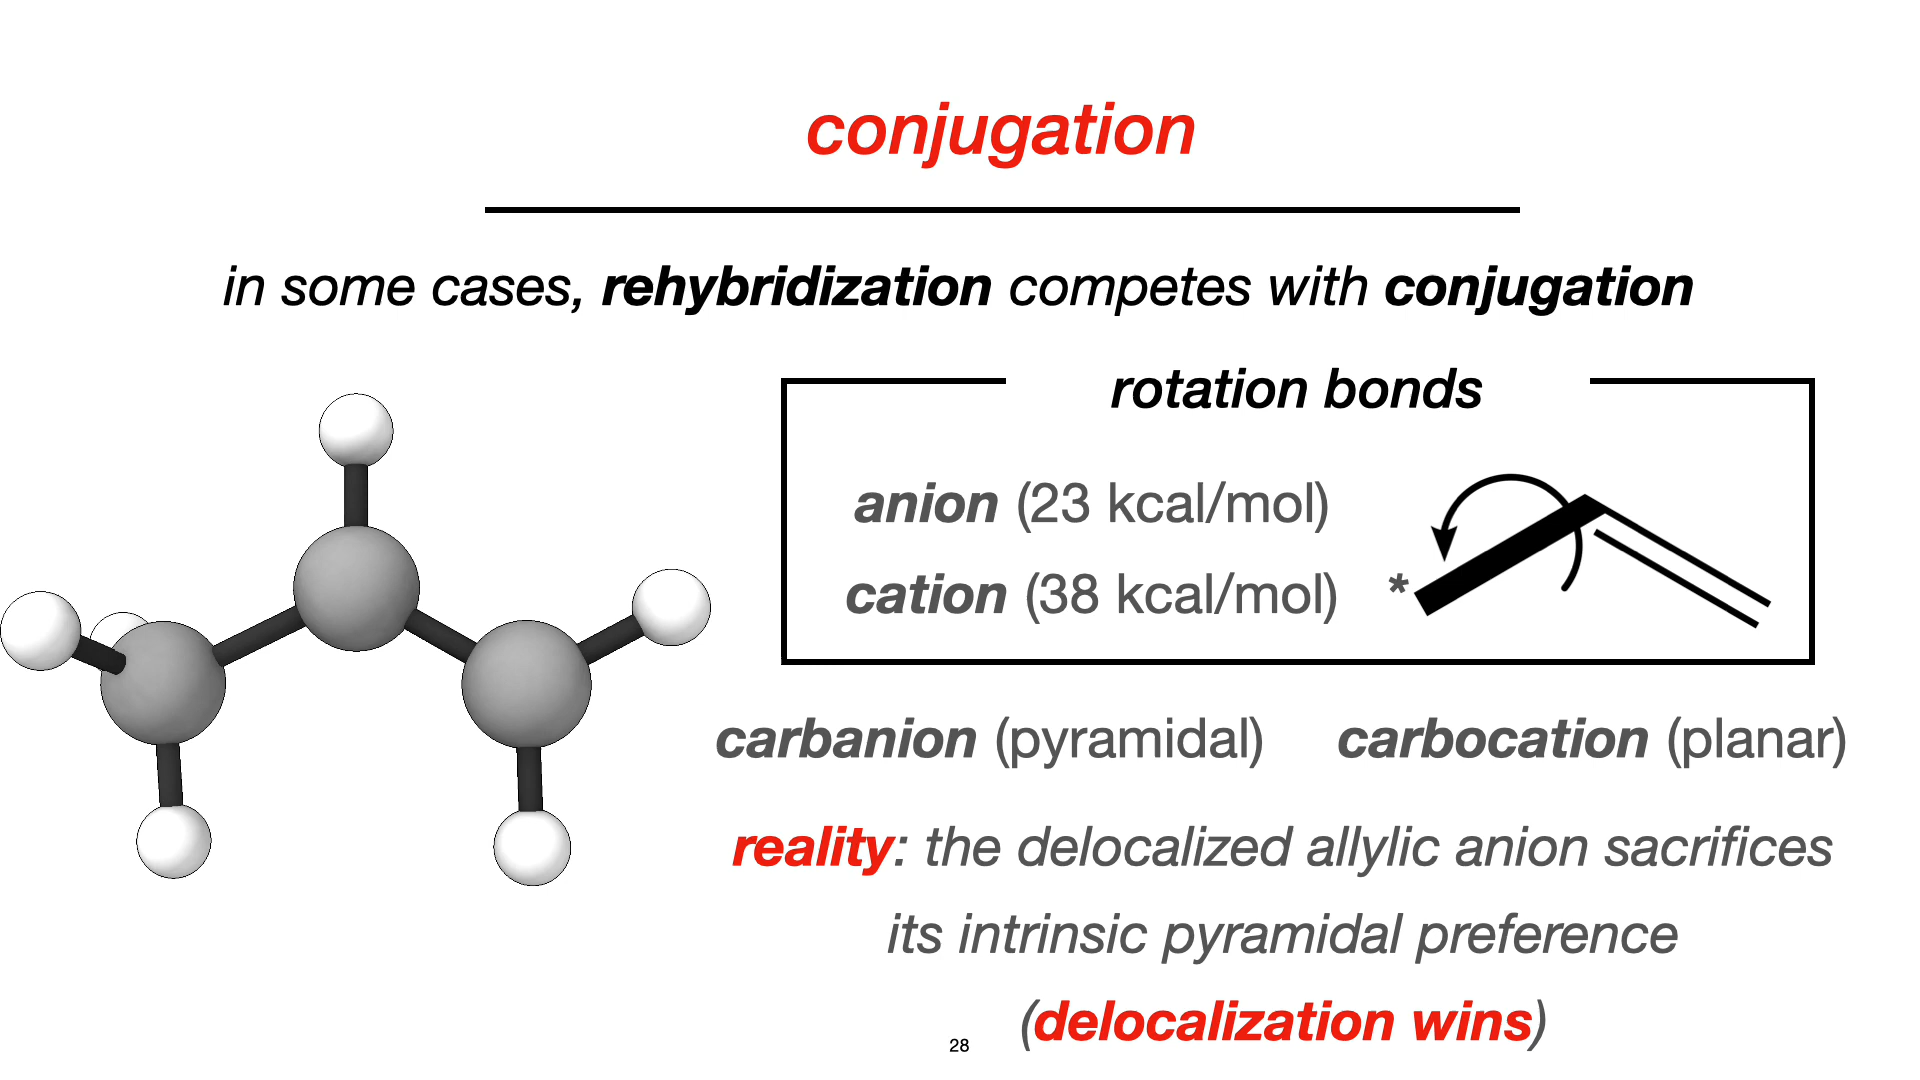 conjugation
in some cases, rehybridization competes with conjugation
rotation bonds
anion (23 kcal/mol)
cation (38 kcal/mol)
*
carbanion (pyramidal)
carbocation (planar)
reality: the delocalized allylic anion sacrifices
its intrinsic pyramidal preference
(delocalization wins)
28